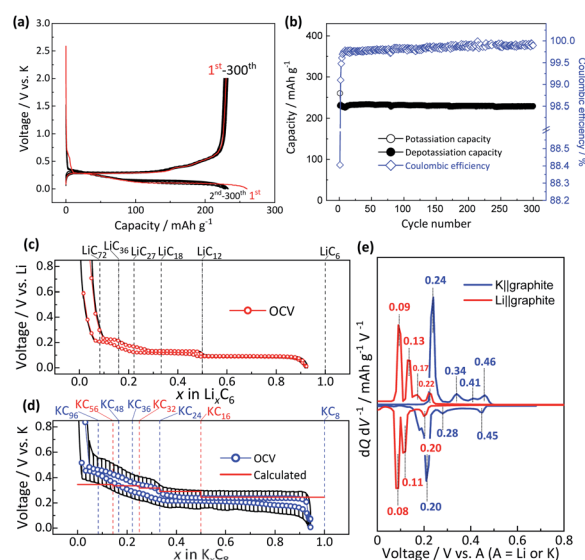 (a)
3.0
2.5
2.0
1.5
1.0
0.5
0.0
Voltage / V vs. K
1st-300th
2nd-300th 1st
0 100 200 300
Capacity / mAh g-1
(b)
400
300
200
100
0
Capacity / mAh g-1
Potassiation capacity
Depotassiation capacity
Coulombic efficiency
100.0
99.5
99.0
98.5
88.5
88.4
88.3
88.2
Coulombic efficiency / %
0 50 100 150 200 250 300
Cycle number
(c)
LiC72 LiC36 LiC27 LiC18 LiC12 LiC6
0.8
0.6
0.4
0.2
0.0
Voltage / V vs. Li
OCV
0.0 0.2 0.4 0.6 0.8 1.0
x in LixC6
(d)
KC96 KC56 KC48 KC36 KC32 KC24 KC16 KC8
0.8
0.6
0.4
0.2
0.0
Voltage / V vs. K
OCV
Calculated
0.0 0.2 0.4 0.6 0.8 1.0
x in KxC8
(e)
K||graphite
Li||graphite
0.24
0.09
0.13
0.17
0.22
0.34
0.41
0.46
0.28
0.45
0.20
0.11
0.08
0.20
dQ dV-1 / mAh g-1 V-1
0.0 0.2 0.4 0.6 0.8
Voltage / V vs. A (A = Li or K)